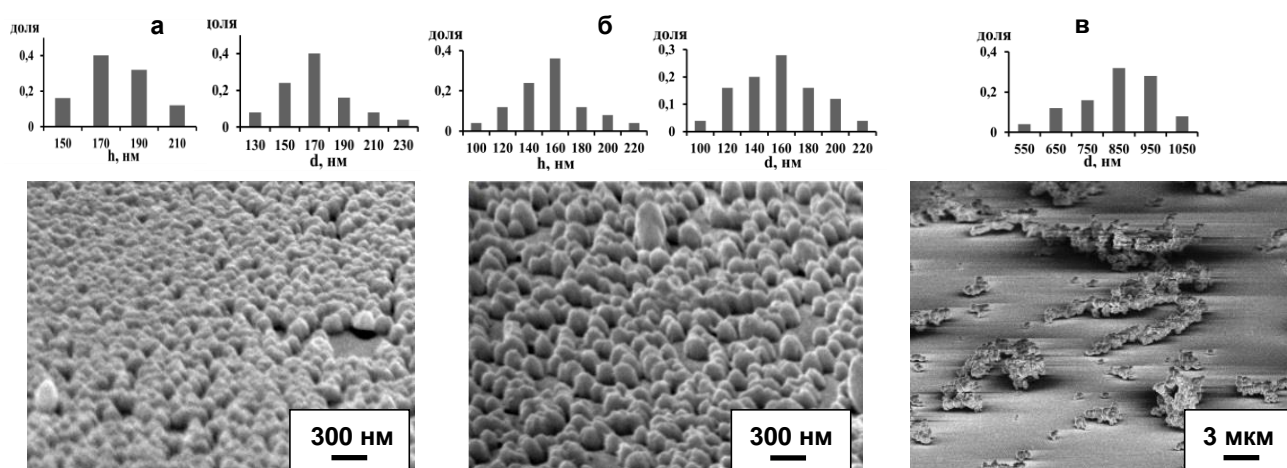 а
доля
0,4
0,2
0
150 170 190 210
h, нм
доля
0,4
0,2
0
130 150 170 190 210 230
d, нм
б
доля
0,4
0,2
0
100 120 140 160 180 200 220
h, нм
доля
0,3
0,2
0,1
0
100 120 140 160 180 200 220
d, нм
в
доля
0,4
0,2
0
550 650 750 850 950 1050
d, нм
300 нм
300 нм
3 мкм